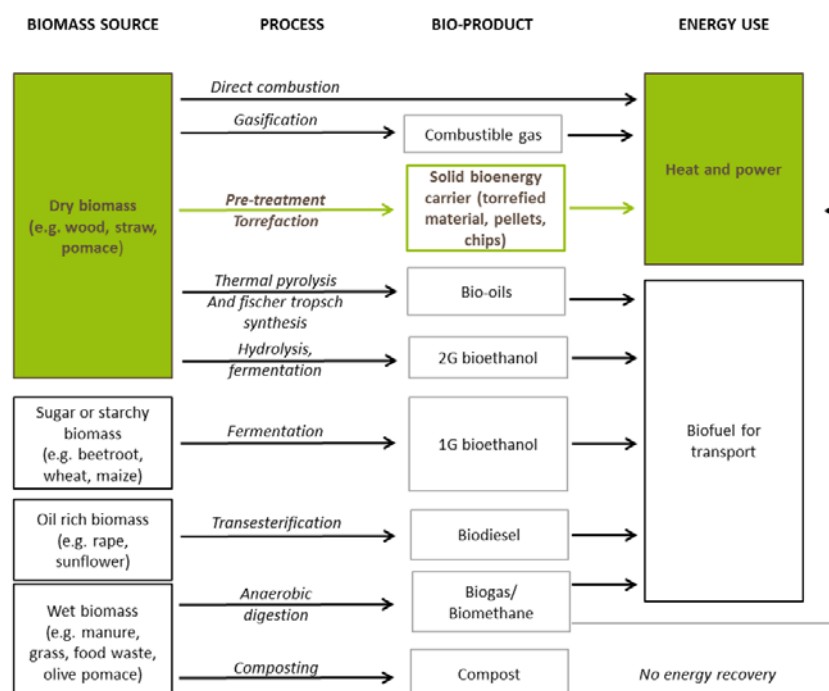 BIOMASS SOURCE
PROCESS
BIO-PRODUCT
ENERGY USE
Direct combustion
Gasification
Combustible gas
Heat and power
Dry biomass
(e.g. wood, straw,
pomace)
Pre-treatment
Torrefaction
Solid bioenergy
carrier (torrefied
material, pellets,
chips)
Thermal pyrolysis
And fischer tropsch
synthesis
Bio-oils
Hydrolysis,
fermentation
2G bioethanol
Sugar or starchy
biomass
(e.g. beetroot,
wheat, maize)
Fermentation
1G bioethanol
Biofuel for
transport
Oil rich biomass
(e.g. rape,
sunflower)
Transesterification
Biodiesel
Wet biomass
(e.g. manure,
grass, food waste,
olive pomace)
Anaerobic
digestion
Biogas/
Biomethane
Composting
Compost
No energy recovery